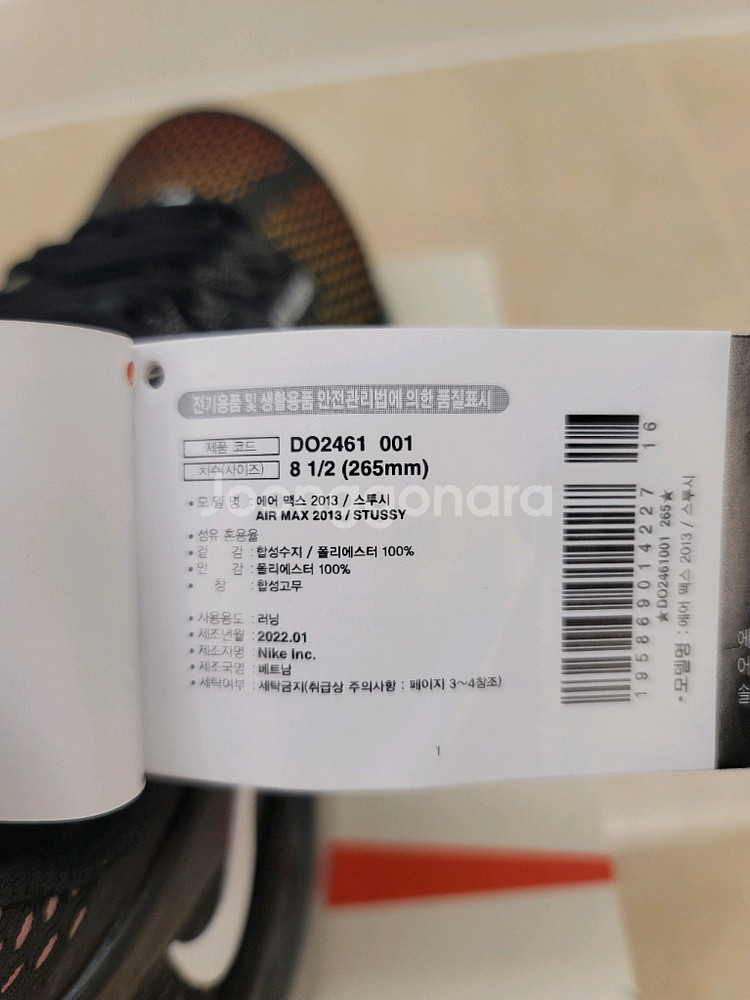 전기용품 및 생활용품 안전관리법에 의한 품질표시
제품 코드 DO2461 001
치수(사이즈) 8 1/2 (265mm)
• 모 델 명 : 에어 맥스 2013 / 스투시
AIR MAX 2013 / STUSSY
• 섬유 혼용율
• 겉 감 : 합성수지 / 폴리에스터 100%
• 안 감 : 폴리에스터 100%
• 창 : 합성고무
• 사용용도 : 러닝
• 제조년월 : 2022.01
• 제조자명 : Nike Inc.
• 제조국명 : 베트남
• 세탁여부 : 세탁금지(취급상 주의사항 : 페이지 3~4참조)
1
16
195869014227
★DO2461001 265★
• 모델명 : 에어 맥스 2013 / 스투시
Joonggonara